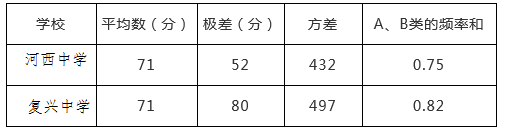 学校 平均数（分） 极差（分） 方差 A、B类的频率和
河西中学 71 52 432 0.75
复兴中学 71 80 497 0.82